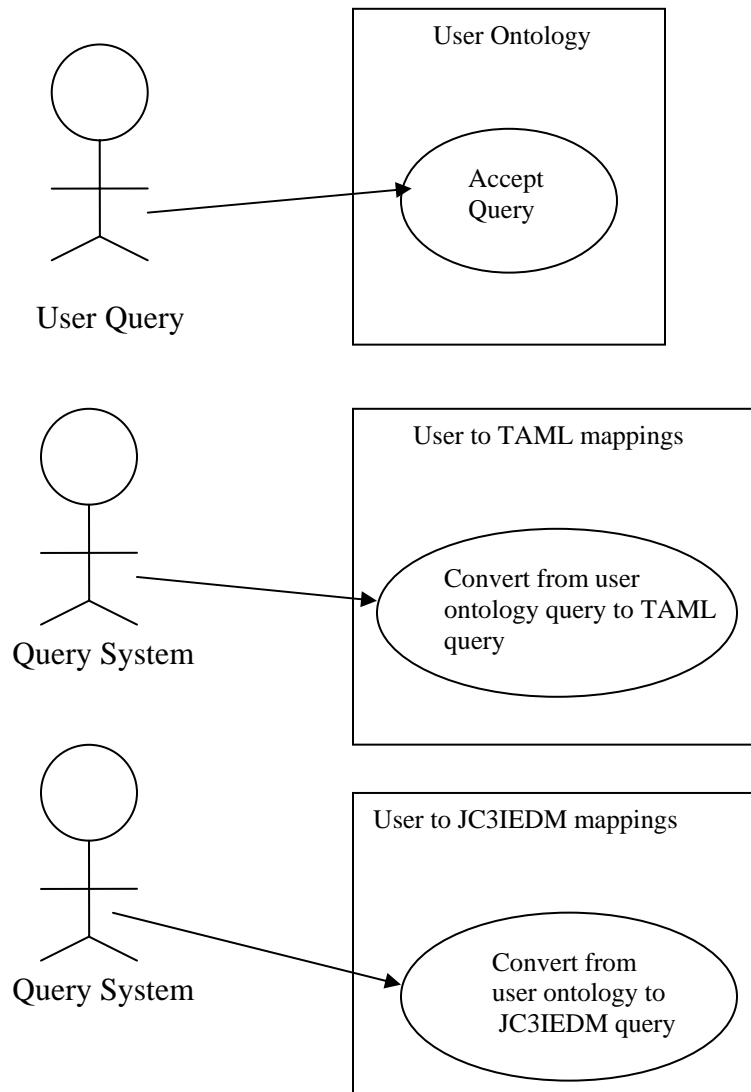 User Ontology
Accept
Query
User Query
User to TAML mappings
Convert from user
ontology query to TAML
query
Query System
User to JC3IEDM mappings
Convert from
user ontology to
JC3IEDM query
Query System